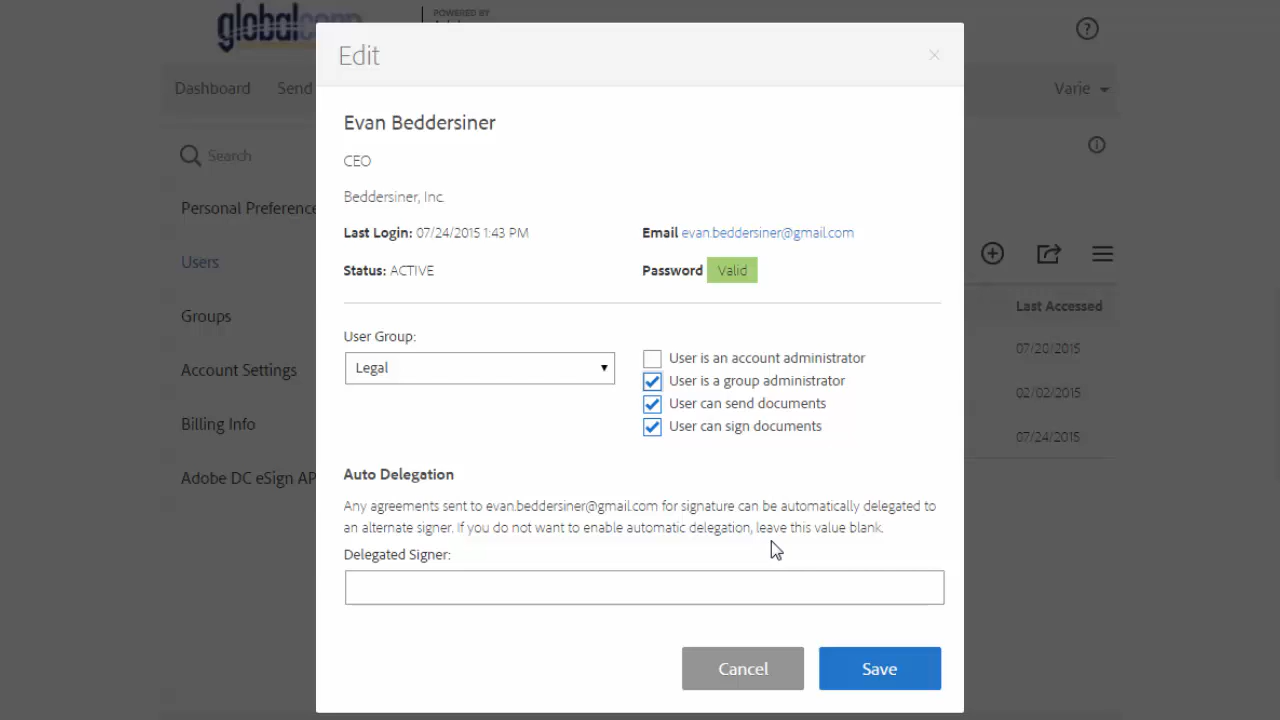 globalcorp
POWERED BY
Edit
×
Dashboard
Send
Varie
Evan Beddersiner
Search
CEO
Beddersiner, Inc.
Personal Preference
Last Login: 07/24/2015 1:43 PM
Email evan.beddersiner@gmail.com
Users
Status: ACTIVE
Password Valid
Last Accessed
Groups
User Group:
07/20/2015
Legal
User is an account administrator
Account Settings
User is a group administrator
02/02/2015
User can send documents
Billing Info
User can sign documents
07/24/2015
Adobe DC eSign AP
Auto Delegation
Any agreements sent to evan.beddersiner@gmail.com for signature can be automatically delegated to
an alternate signer. If you do not want to enable automatic delegation, leave this value blank.
Delegated Signer:
Cancel
Save